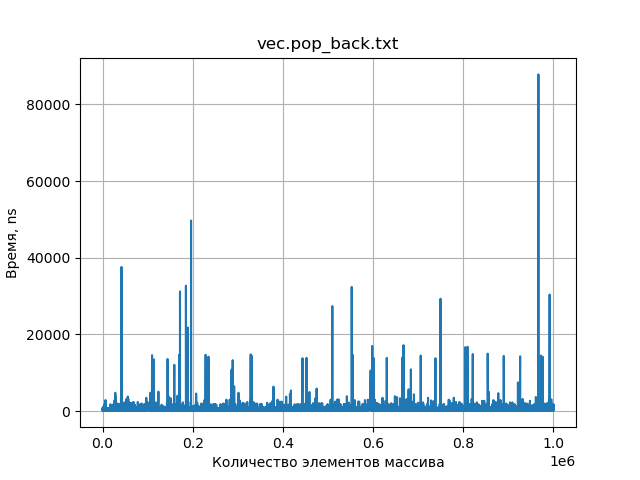 vec.pop_back.txt
Время, ns
80000
60000
40000
20000
0
0.0 0.2 0.4 0.6 0.8 1.0
1e6
Количество элементов массива